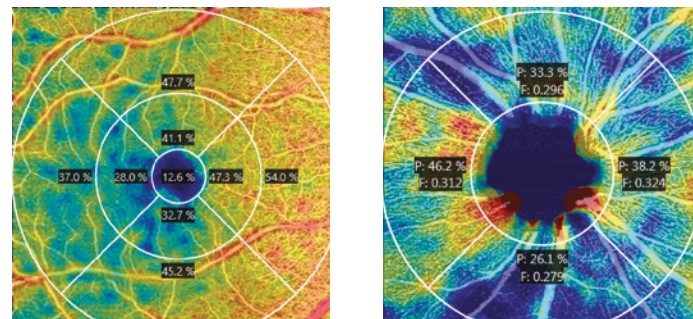 47.7 %
41.1 %
37.0 % 28.0 % 12.6 % 47.3 % 54.0 %
32.7 %
45.2 %
P: 33.3 %
F: 0.296
P: 46.2 %
F: 0.312
P: 38.2 %
F: 0.324
P: 26.1 %
F: 0.279